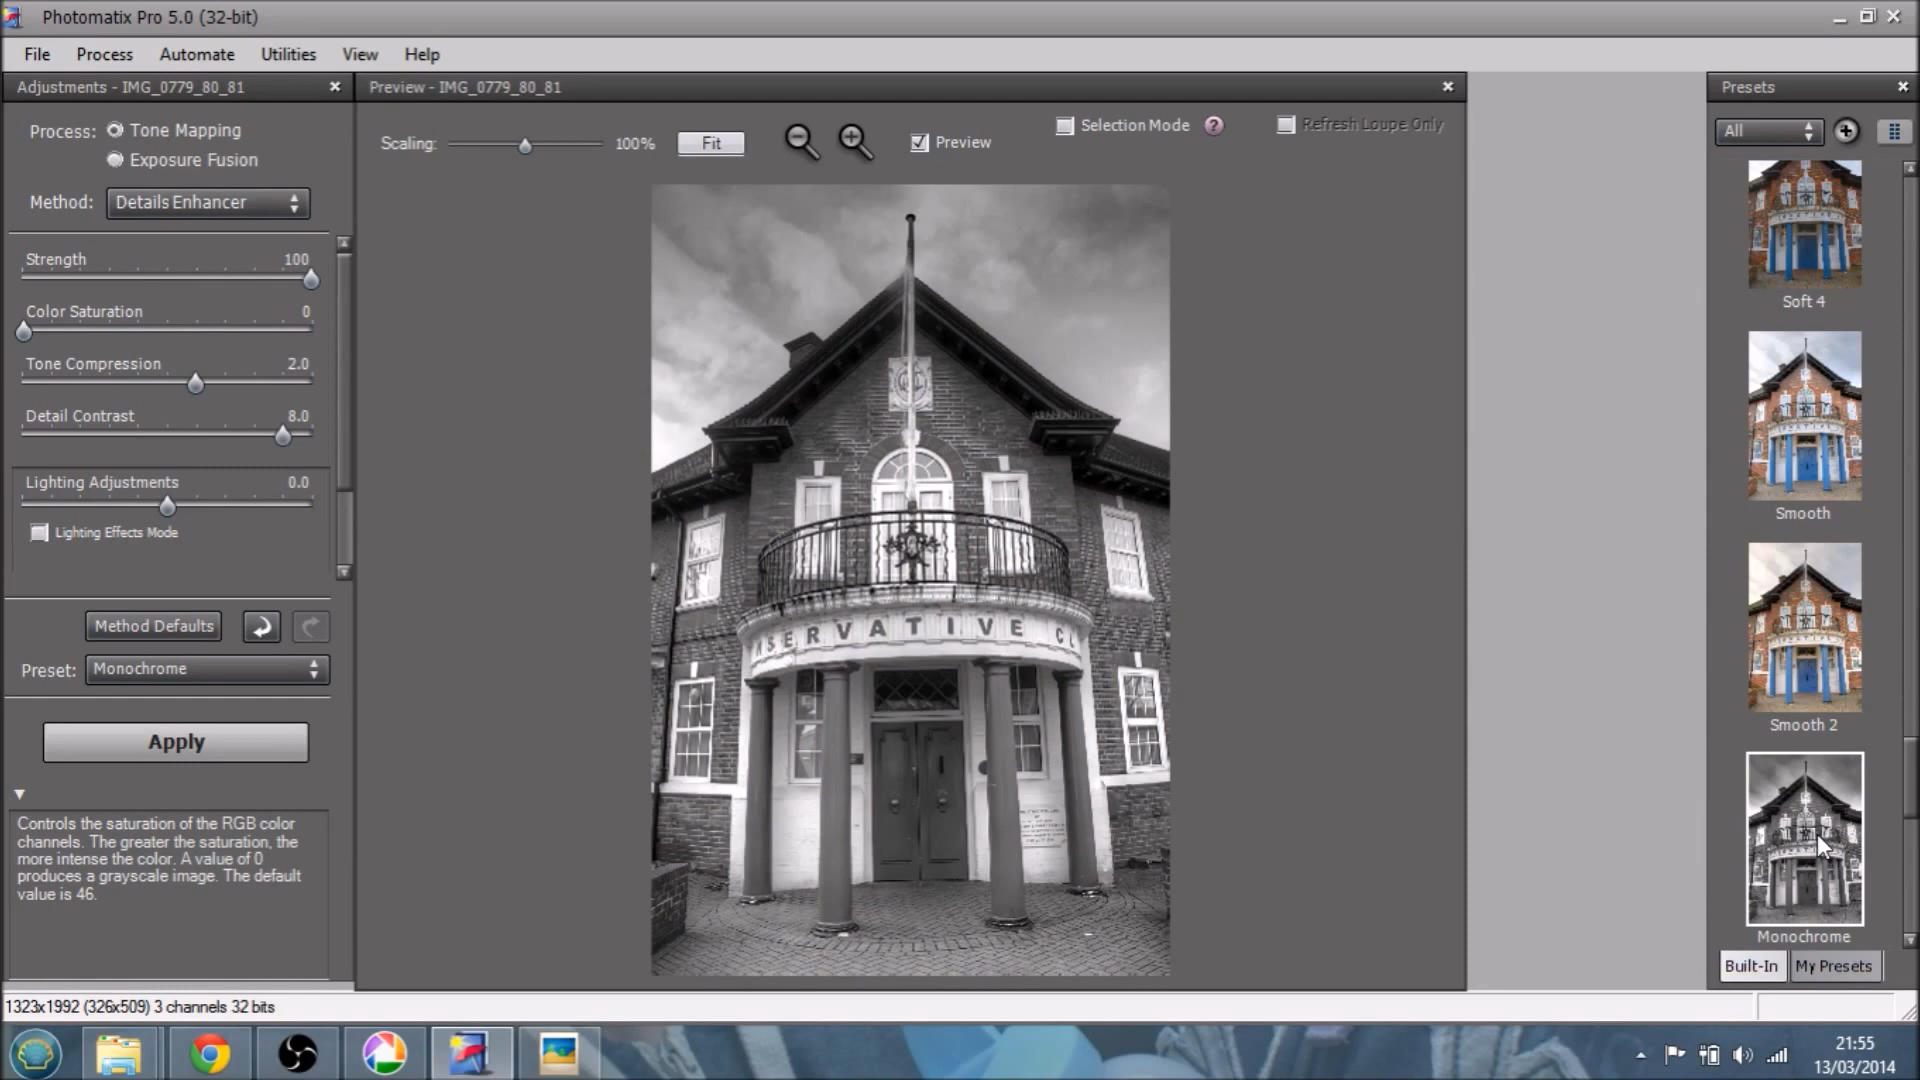 Photomatix Pro 5.0 (32-bit)
File Process Automate Utilities View Help
Adjustments - IMG_0779_80_81
Process: Tone Mapping
Exposure Fusion
Method: Details Enhancer
Strength 100
Color Saturation 0
Tone Compression 2.0
Detail Contrast 8.0
Lighting Adjustments 0.0
Lighting Effects Mode
Method Defaults
Preset: Monochrome
Apply
Controls the saturation of the RGB color
channels. The greater the saturation, the
more intense the color. A value of 0
produces a grayscale image. The default
value is 46.
Preview - IMG_0779_80_81
Scaling: 100% Fit Preview Selection Mode ? Refresh Loupe Only
SERVATIVE
Presets
All
Soft 4
Smooth
Smooth 2
Monochrome
Built-In My Presets
1323x1992 (326x509) 3 channels 32 bits
21:55
13/03/2014